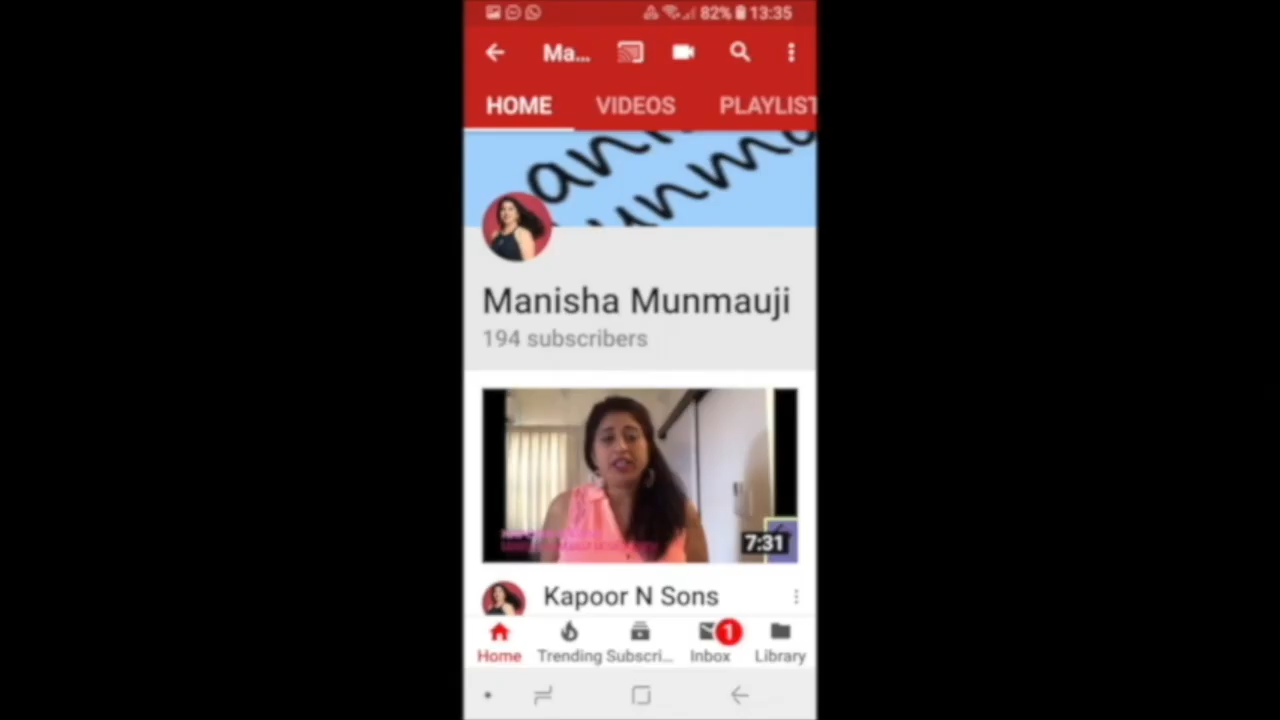 82% 13:35
Ma...
HOME VIDEOS PLAYLIST
Manisha Munmauji
194 subscribers
7:31
Kapoor N Sons
1
Home Trending Subscri... Inbox Library